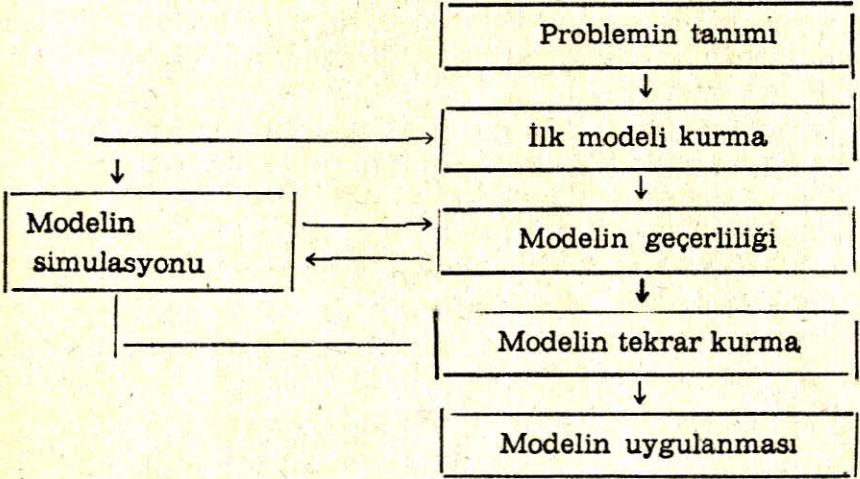 Problemin tanımı
İlk modeli kurma
Modelin
simulasyonu
Modelin geçerliliği
Modelin tekrar kurma
Modelin uygulanması